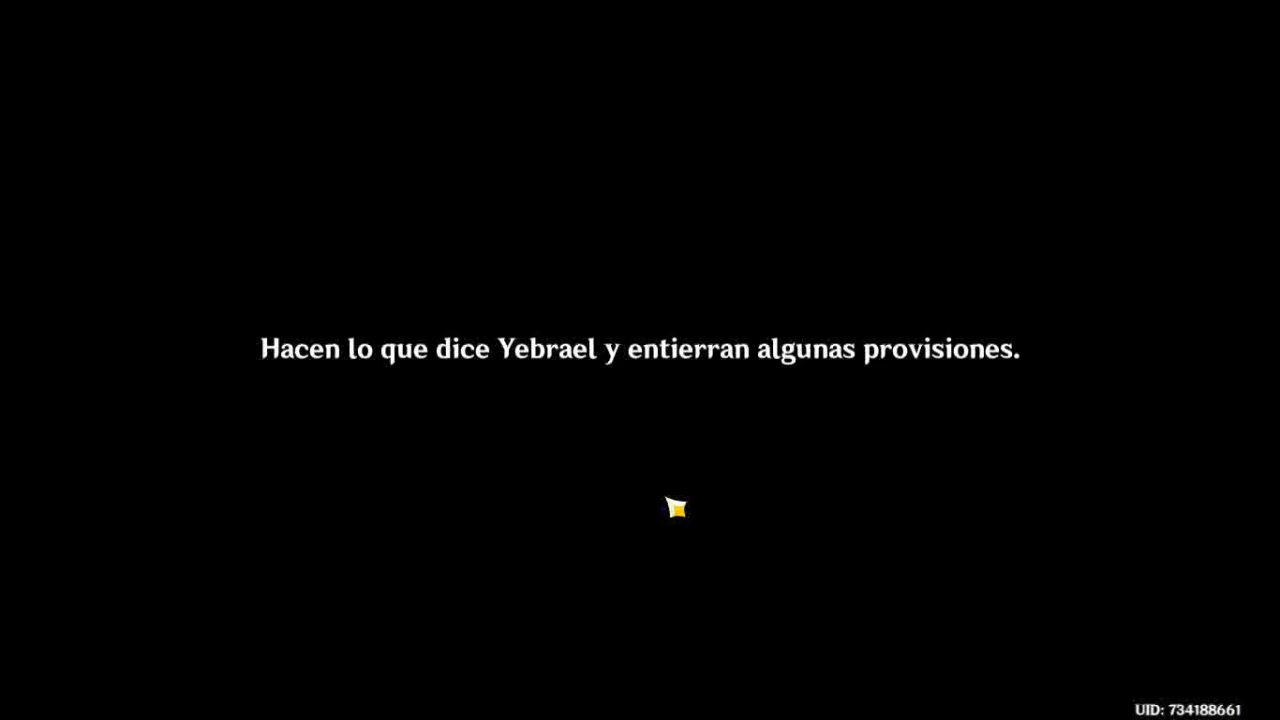 Hacen lo que dice Yebrael y entierran algunas provisiones.
UID: 734188661